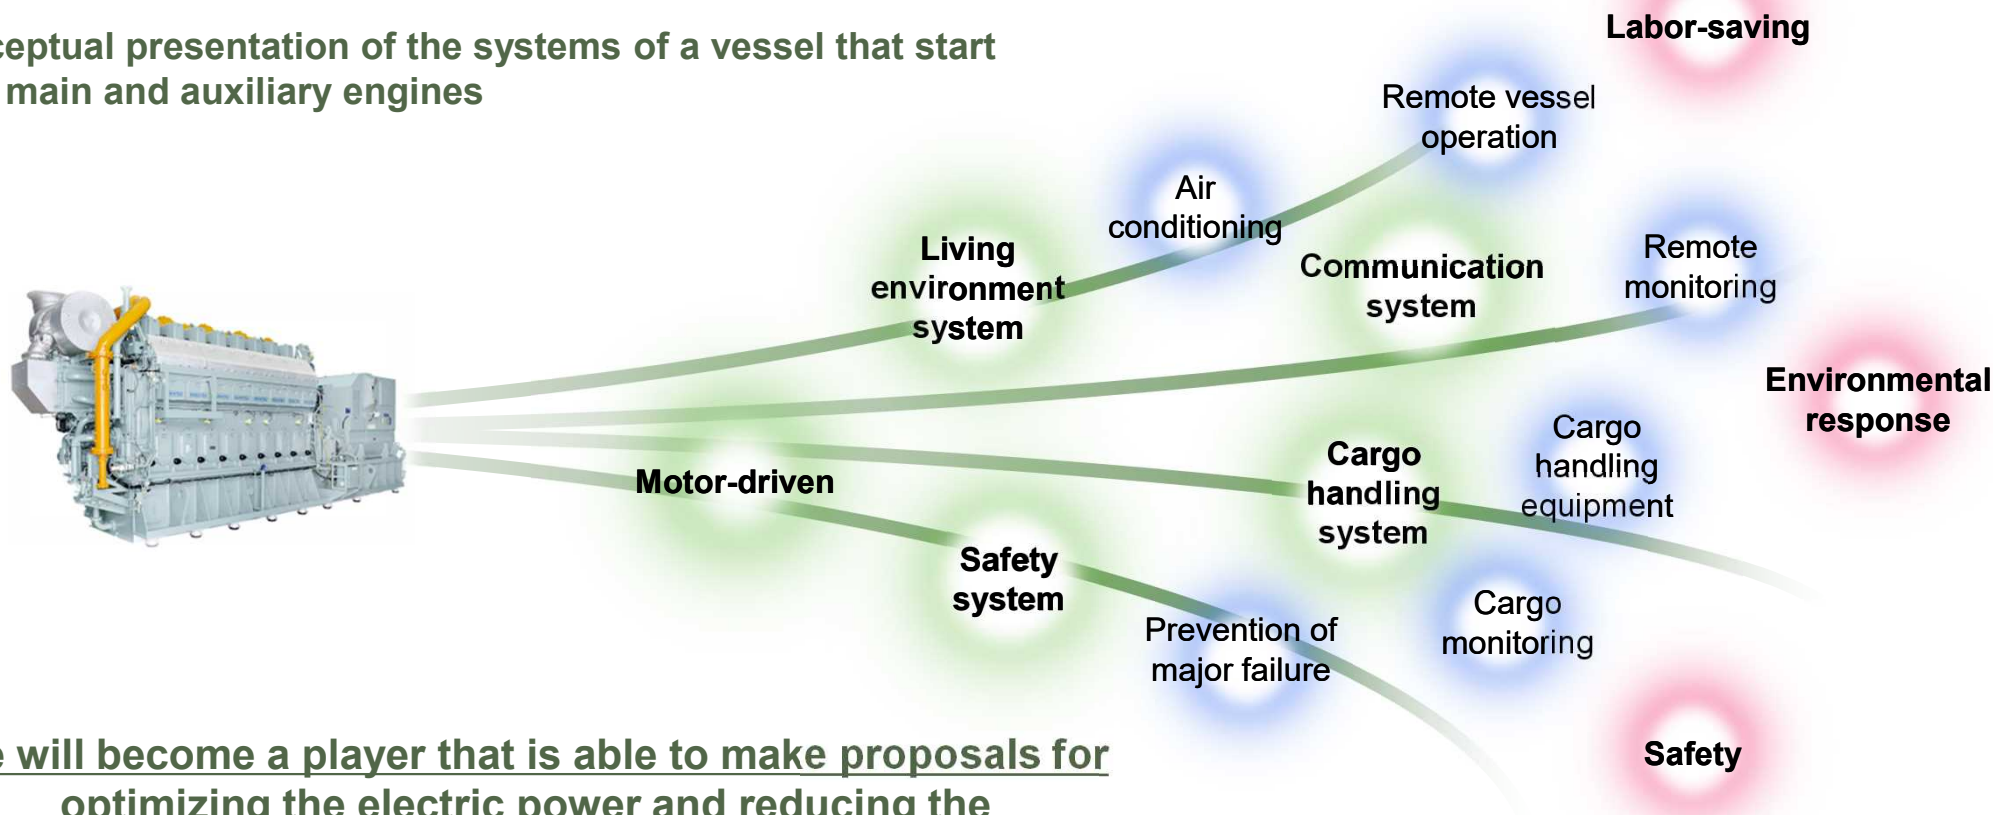 ceptual presentation of the systems of a vessel that start
main and auxiliary engines
Labor-saving
Remote vessel
operation
Air
conditioning
Living
environment
system
Communication
system
Remote
monitoring
Environmental
response
Motor-driven
Cargo
handling
system
Cargo
handling
equipment
Safety
system
Prevention of
major failure
Cargo
monitoring
Safety
e will become a player that is able to make proposals for
optimizing the electric power and reducing the